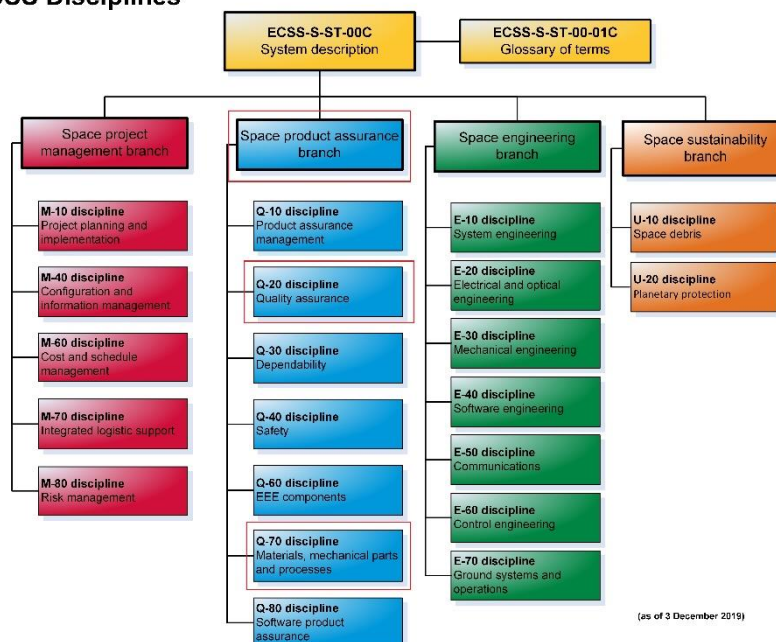 Disciplines
ECSS-S-ST-00C
System description
ECSS-S-ST-00-01C
Glossary of terms
Space project
management branch
Space product assurance
branch
Space engineering
branch
Space sustainability
branch
M-10 discipline
Project planning and
implementation
M-40 discipline
Configuration and
information management
M-60 discipline
Cost and schedule
management
M-70 discipline
Integrated logistic support
M-80 discipline
Risk management
Q-10 discipline
Product assurance
management
Q-20 discipline
Quality assurance
Q-30 discipline
Dependability
Q-40 discipline
Safety
Q-60 discipline
EEE components
Q-70 discipline
Materials, mechanical parts
and processes
Q-80 discipline
Software product
assurance
E-10 discipline
System engineering
E-20 discipline
Electrical and optical
engineering
E-30 discipline
Mechanical engineering
E-40 discipline
Software engineering
E-50 discipline
Communications
E-60 discipline
Control engineering
E-70 discipline
Ground systems and
operations
U-10 discipline
Space debris
U-20 discipline
Planetary protection
(as of 3 December 2019)